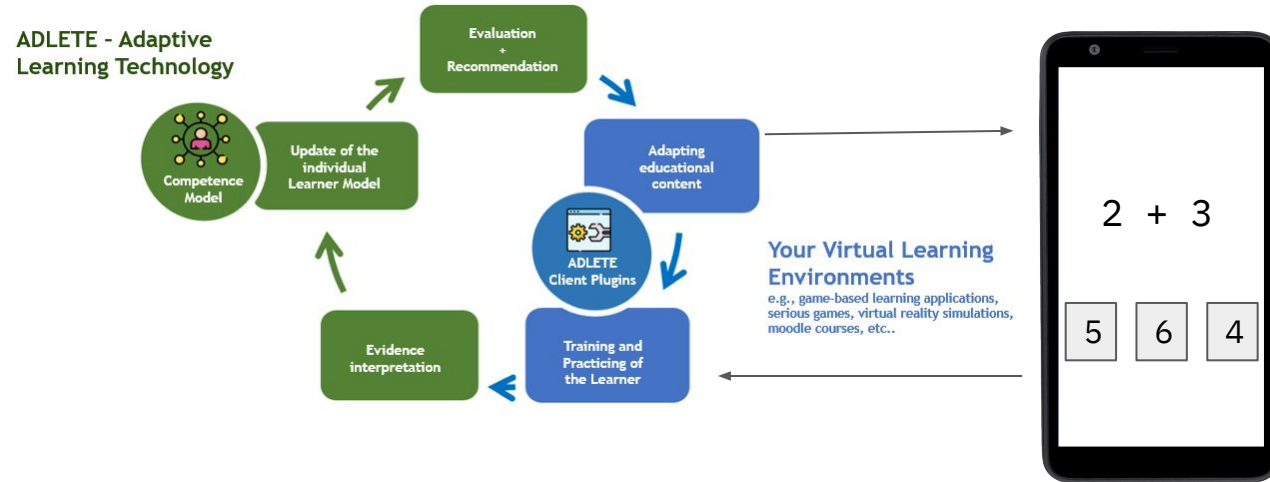 ADLETE - Adaptive
Learning Technology
Evaluation
+
Recommendation
Competence
Model
Update of the
individual
Learner Model
Adapting
educational
content
ADLETE
Client Plugins
Your Virtual Learning
Environments
e.g., game-based learning applications,
serious games, virtual reality simulations,
moodle courses, etc..
Evidence
interpretation
Training and
Practicing of
the Learner
2 + 3
5 6 4